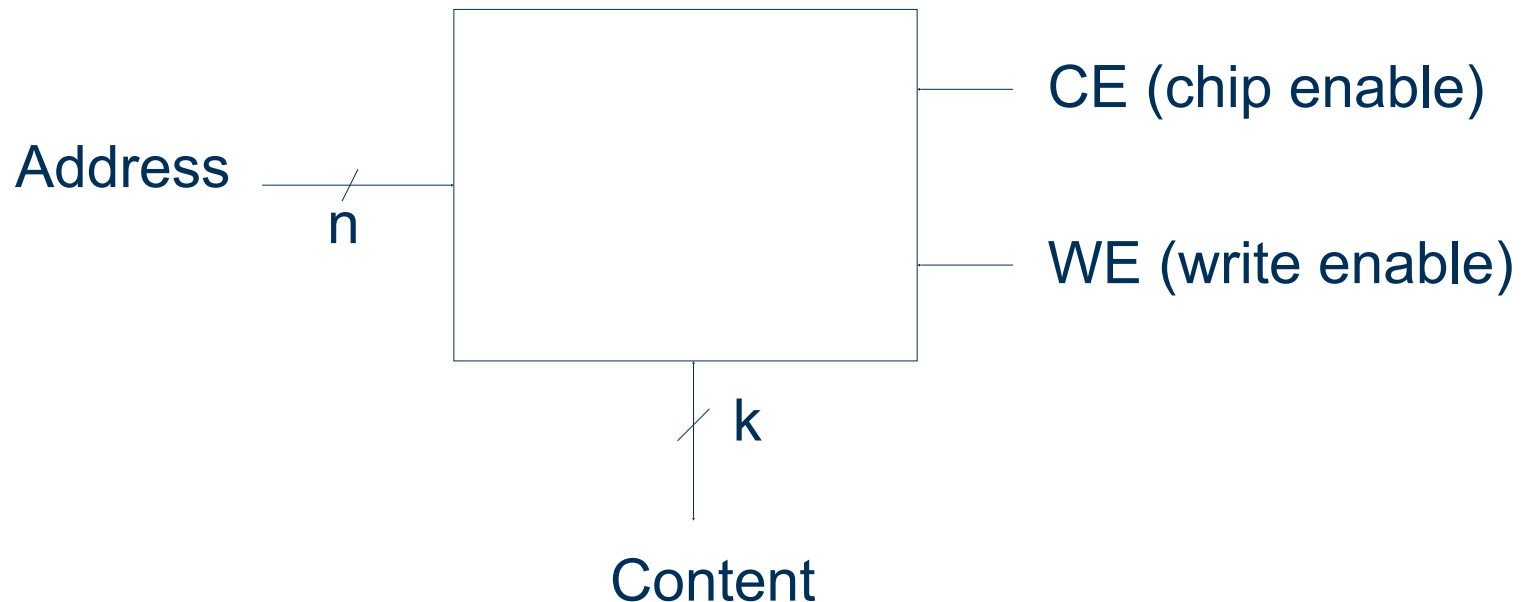 CE (chip enable)
Address
n
WE (write enable)
k
Content